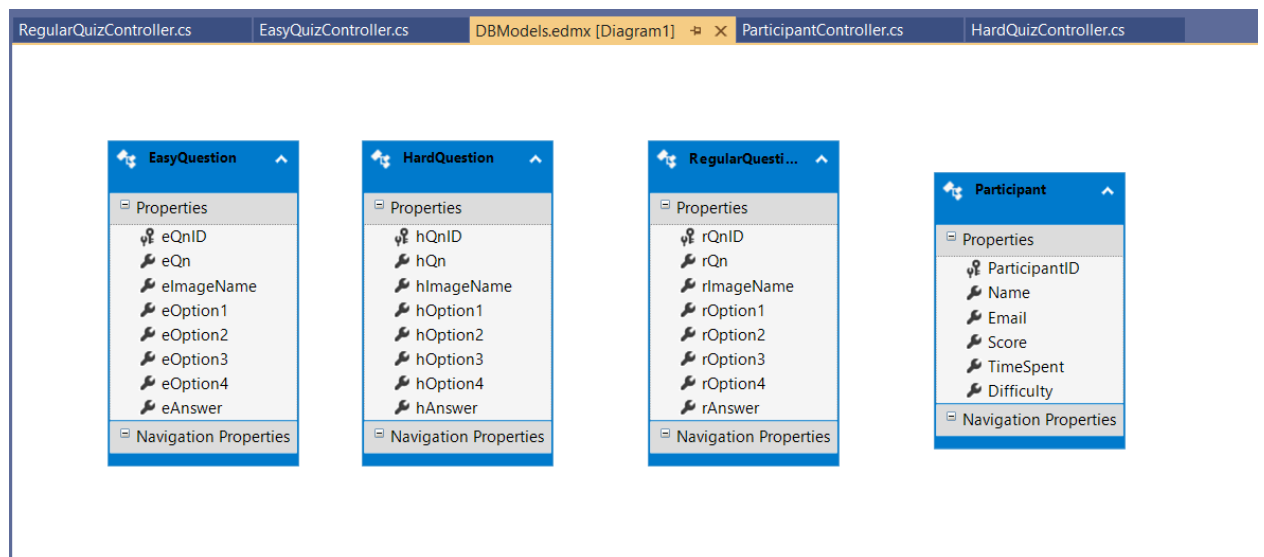 RegularQuizController.cs EasyQuizController.cs DBModels.edmx [Diagram1] ParticipantController.cs HardQuizController.cs
EasyQuestion
Properties
eQnID
eQn
eImageName
eOption1
eOption2
eOption3
eOption4
eAnswer
Navigation Properties
HardQuestion
Properties
hQnID
hQn
hImageName
hOption1
hOption2
hOption3
hOption4
hAnswer
Navigation Properties
RegularQuesti...
Properties
rQnID
rQn
rImageName
rOption1
rOption2
rOption3
rOption4
rAnswer
Navigation Properties
Participant
Properties
ParticipantID
Name
Email
Score
TimeSpent
Difficulty
Navigation Properties